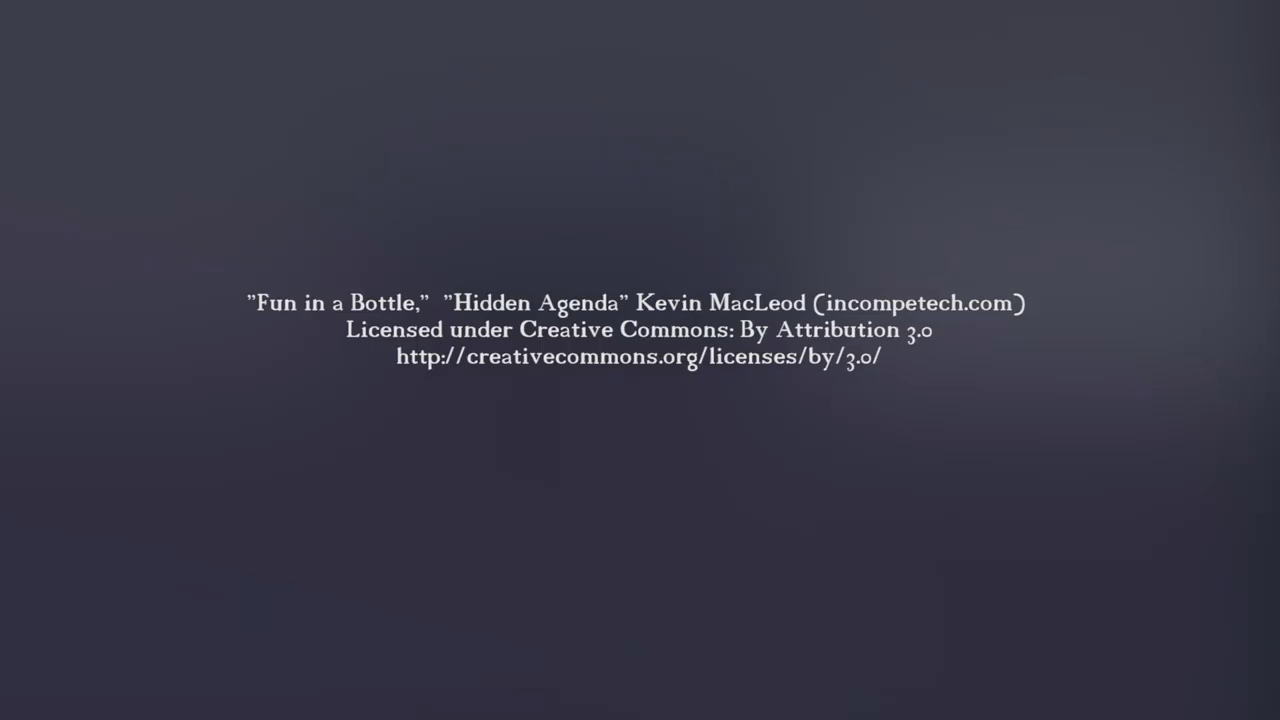 "Fun in a Bottle," "Hidden Agenda" Kevin MacLeod (incompetech.com)
Licensed under Creative Commons: By Attribution 3.0
http://creativecommons.org/licenses/by/3.0/